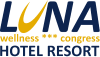 LUNA
wellness *** congress
HOTEL RESORT